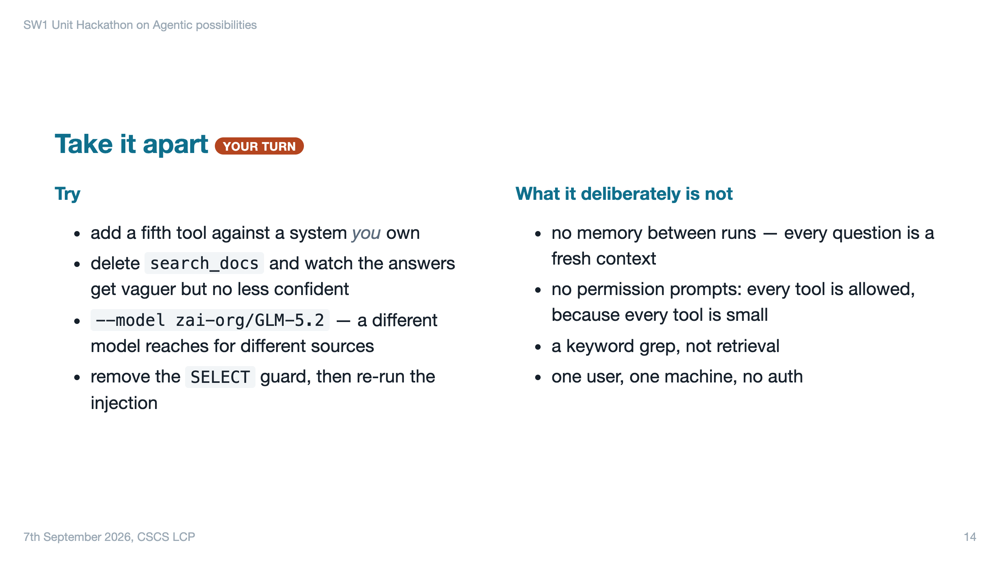 SW1 Unit Hackathon on Agentic possibilities
Take it apart YOUR TURN
Try
• add a fifth tool against a system you own
• delete search_docs and watch the answers
get vaguer but no less confident
• --model zai-org/GLM-5.2 — a different
model reaches for different sources
• remove the SELECT guard, then re-run the
injection
What it deliberately is not
• no memory between runs — every question is a
fresh context
• no permission prompts: every tool is allowed,
because every tool is small
• a keyword grep, not retrieval
• one user, one machine, no auth
7th September 2026, CSCS LCP
14